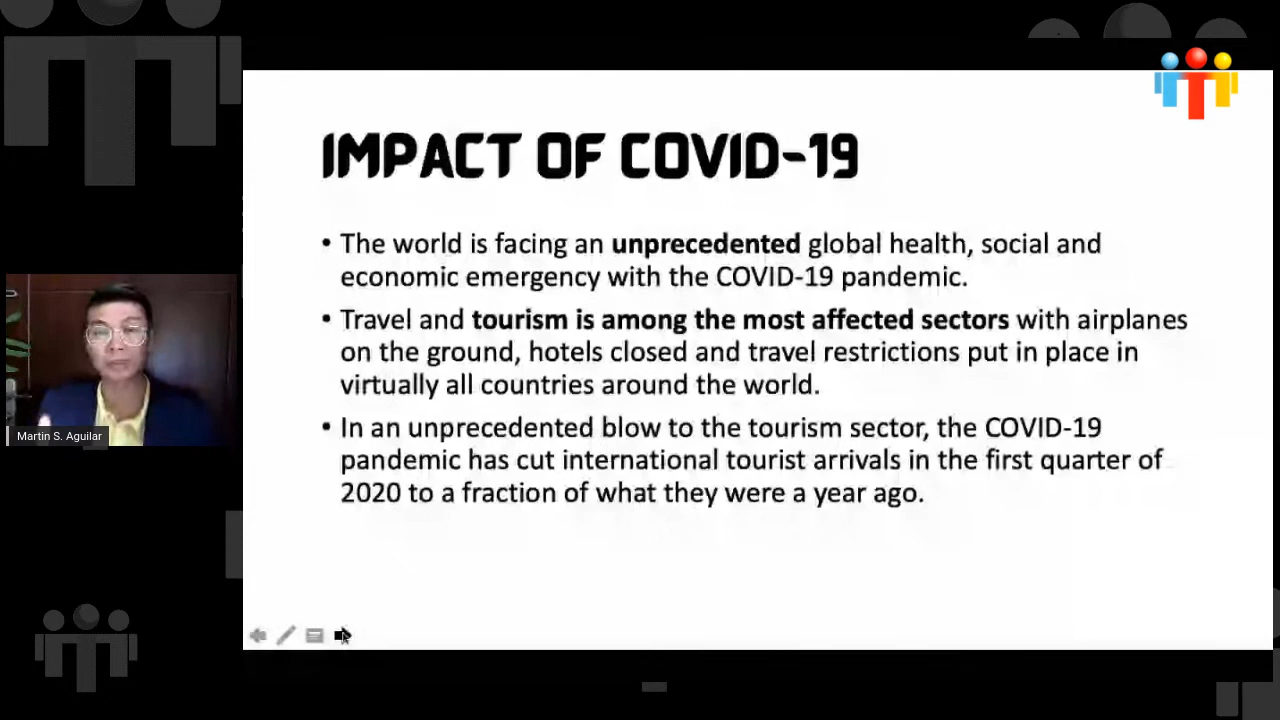 IMPACT OF COVID-19
• The world is facing an unprecedented global health, social and
economic emergency with the COVID-19 pandemic.
• Travel and tourism is among the most affected sectors with airplanes
on the ground, hotels closed and travel restrictions put in place in
virtually all countries around the world.
• In an unprecedented blow to the tourism sector, the COVID-19
pandemic has cut international tourist arrivals in the first quarter of
2020 to a fraction of what they were a year ago.
Martin S. Aguilar